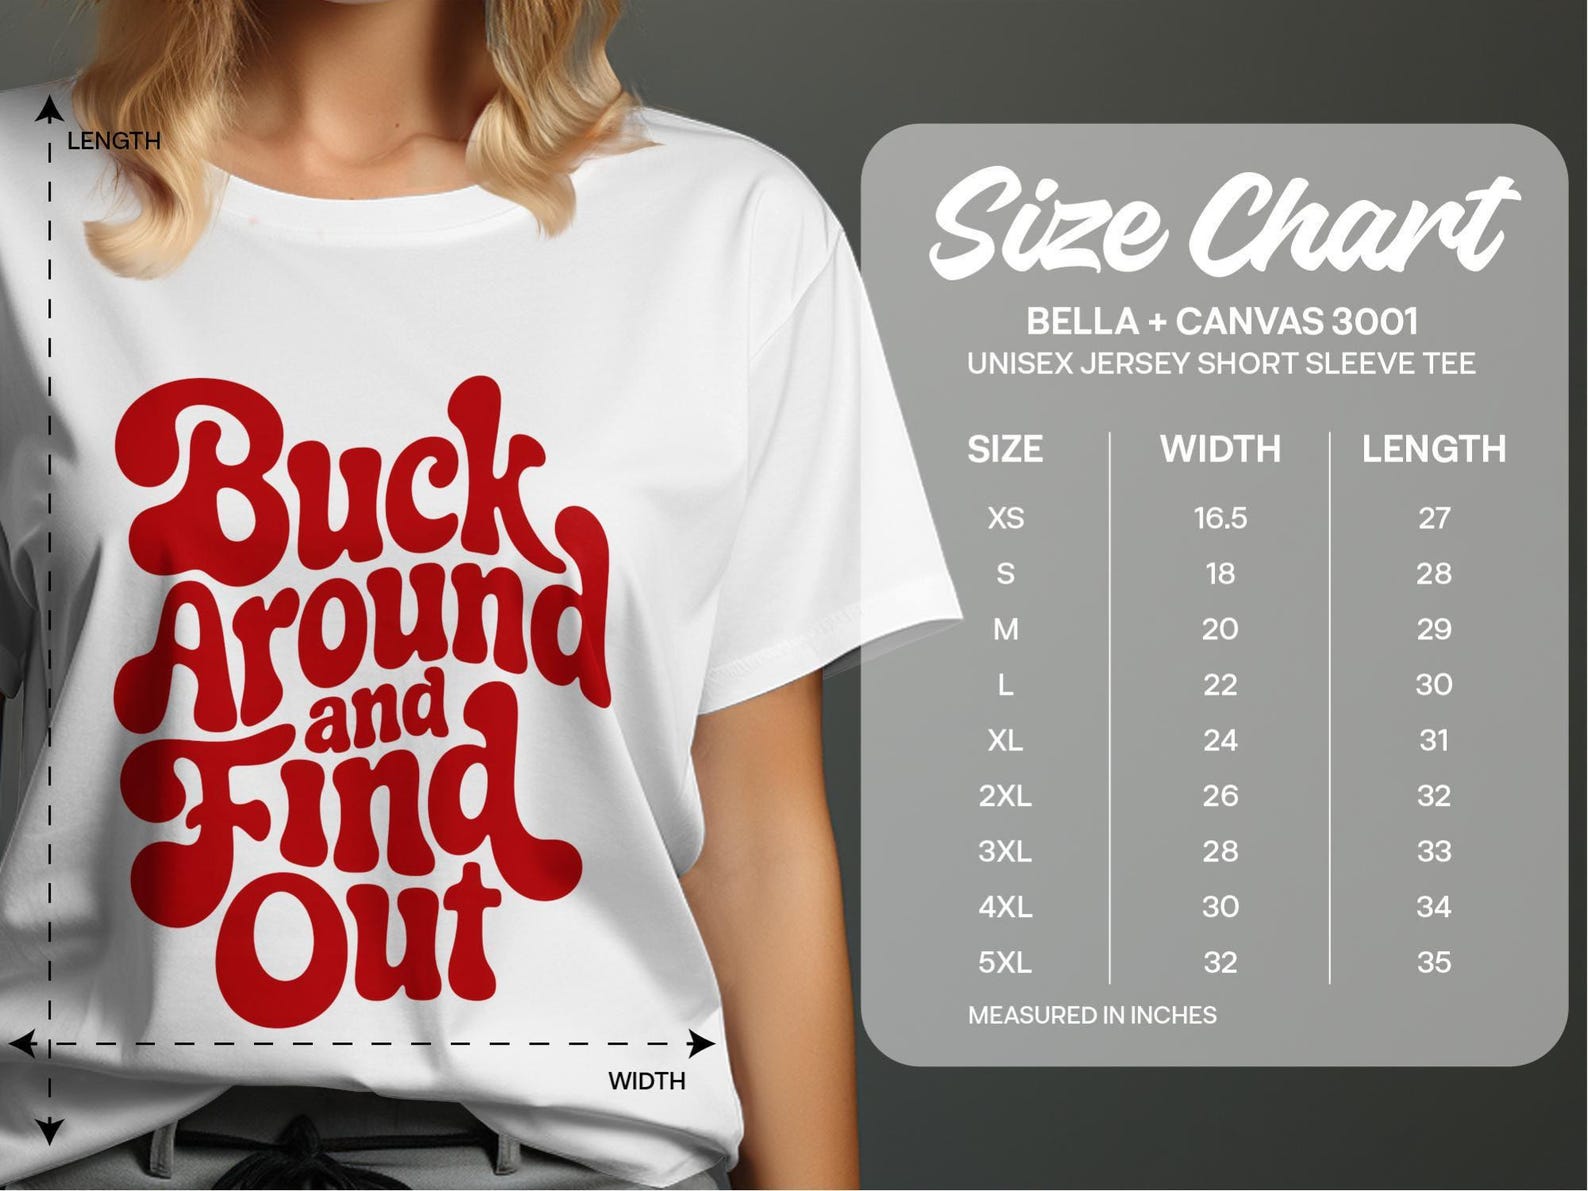 LENGTH
Buck
Around
and
Find
Out
WIDTH
Size Chart
BELLA + CANVAS 3001
UNISEX JERSEY SHORT SLEEVE TEE
SIZE WIDTH LENGTH
XS 16.5 27
S 18 28
M 20 29
L 22 30
XL 24 31
2XL 26 32
3XL 28 33
4XL 30 34
5XL 32 35
MEASURED IN INCHES